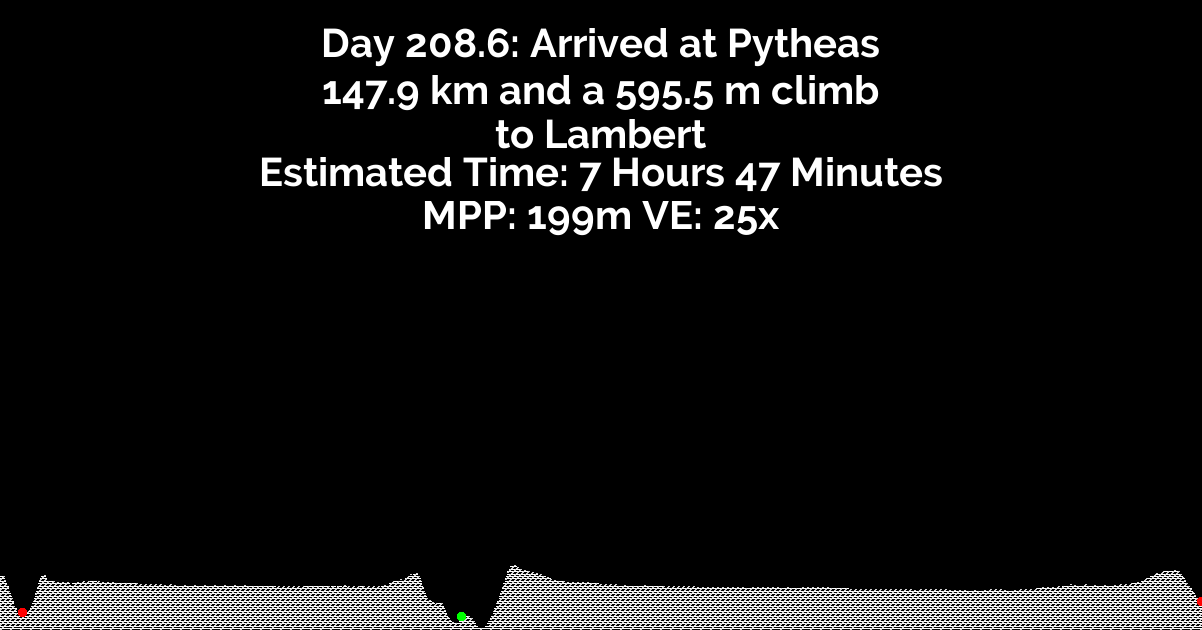 Day 208.6: Arrived at Pytheas
147.9 km and a 595.5 m climb
to Lambert
Estimated Time: 7 Hours 47 Minutes
MPP: 199m VE: 25x